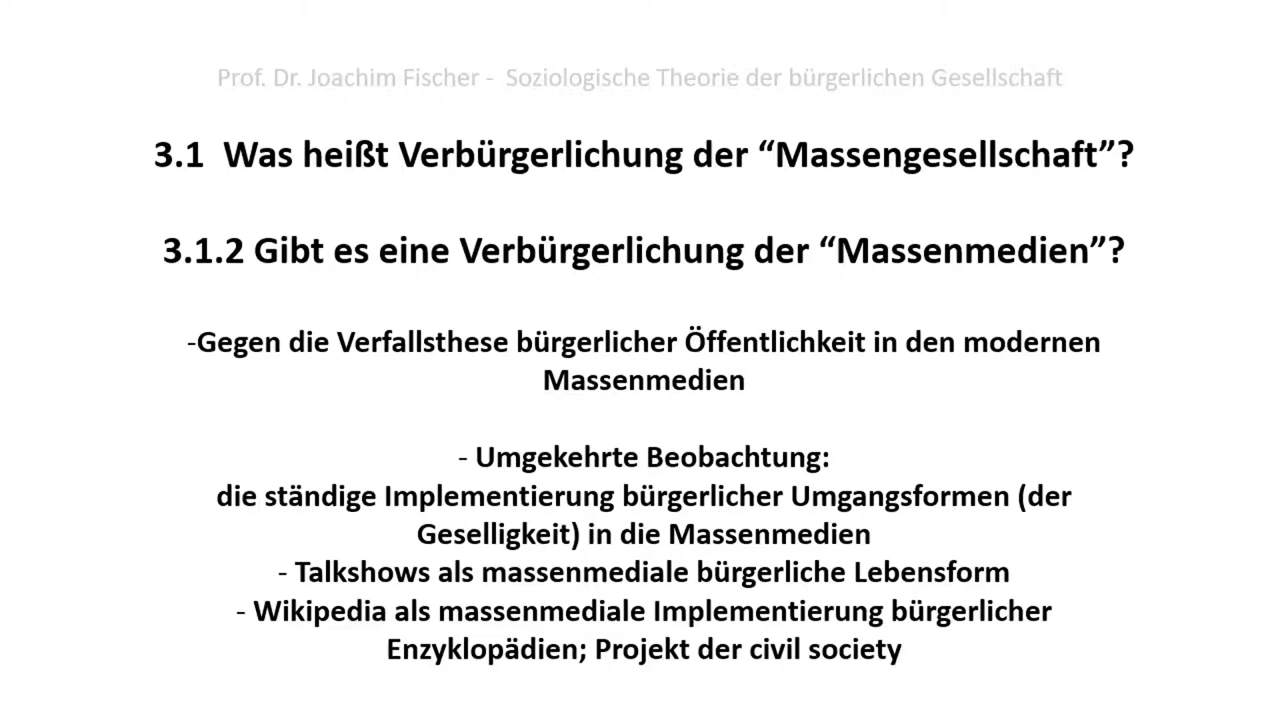 Prof. Dr. Joachim Fischer - Soziologische Theorie der bürgerlichen Gesellschaft
3.1 Was heißt Verbürgerlichung der “Massengesellschaft”?
3.1.2 Gibt es eine Verbürgerlichung der “Massenmedien”?
-Gegen die Verfallsthese bürgerlicher Öffentlichkeit in den modernen
Massenmedien
- Umgekehrte Beobachtung:
die ständige Implementierung bürgerlicher Umgangsformen (der
Geselligkeit) in die Massenmedien
- Talkshows als massenmediale bürgerliche Lebensform
- Wikipedia als massenmediale Implementierung bürgerlicher
Enzyklopädien; Projekt der civil society